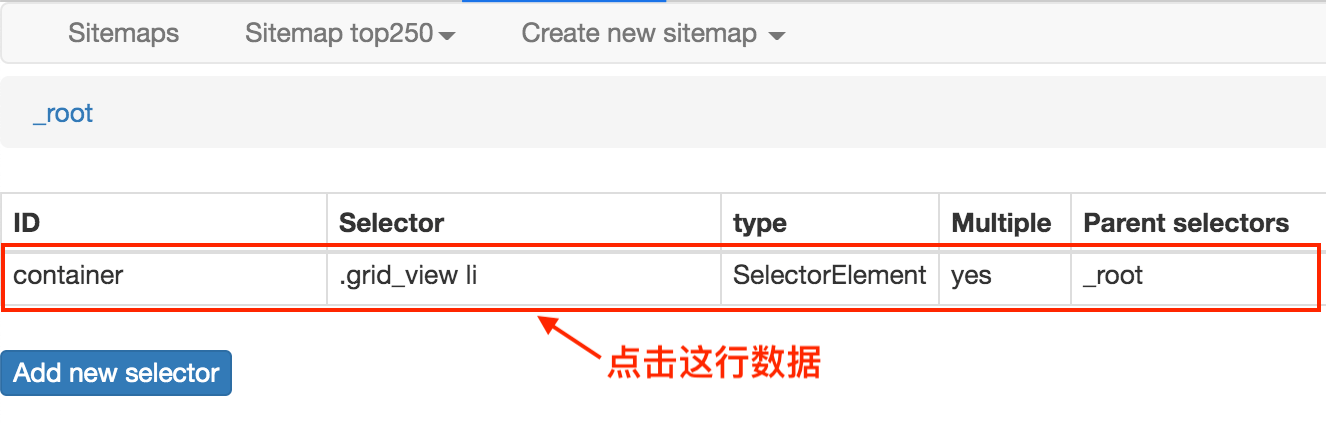 Sitemaps Sitemap top250 Create new sitemap
_root
ID Selector type Multiple Parent selectors
container .grid_view li SelectorElement yes _root
点击这行数据
Add new selector